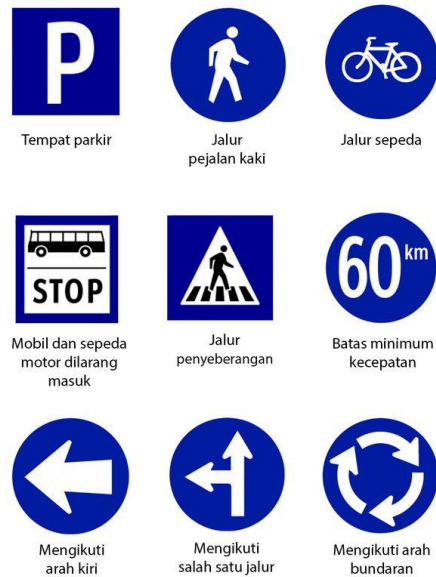 P
Tempat parkir
Jalur
pejalan kaki
Jalur sepeda
STOP
Mobil dan sepeda
motor dilarang
masuk
Jalur
penyeberangan
60 km
Batas minimum
kecepatan
Mengikuti
arah kiri
Mengikuti
salah satu jalur
Mengikuti arah
bundaran